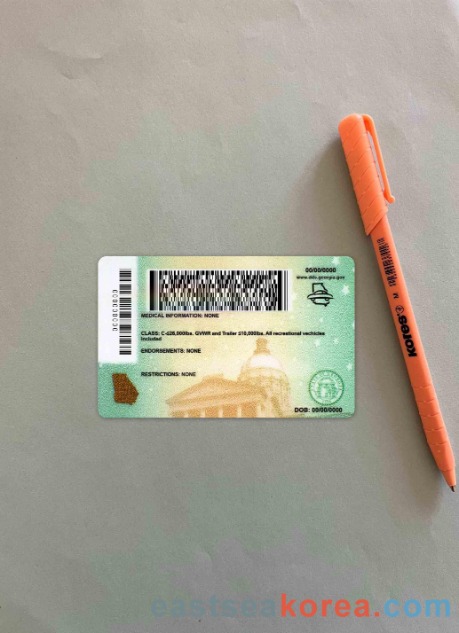 00/00/0000
www.dds.georgia.gov
00000000
MEDICAL INFORMATION: NONE
CLASS: C-≤26,000lbs. GVWR and Trailer ≤10,000lbs. All recreational vechicles
included
ENDORSEMENTS: NONE
RESTRICTIONS: NONE
DOB: 00/00/0000
M
kores
eastseakorea.com